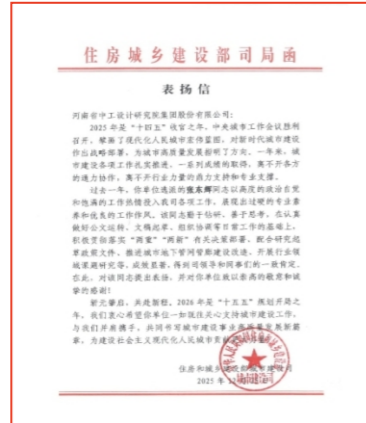 住房城乡建设部司局函
表扬信
河南省中工设计研究院集团股份有限公司：
2025年是“十四五”收官之年，中央城市工作会议胜利
召开，擘画了现代化人民城市宏伟蓝图，对新时代城市建设
作出战略部署，为城市高质量发展指明了方向。一年来，城
市建设各项工作扎实推进，一系列成绩的取得，离不开各方
的通力协作，离不开行业力量的鼎力支持和专业支撑。
过去一年，你单位选派的张东辉同志以高度的政治自觉
和饱满的工作热情投入我司各项工作，展现出过硬的专业素
养和优良的工作作风。该同志勤于钻研、善于思考，在认真
做好公文运转、文稿起草、组织协调等日常工作的基础上，
积极贯彻落实“两重”“两新”有关决策部署，配合研究起
草政策文件，推进城市地下管网管廊建设改造，开展行业领
域课题研究等，成效显著，得到司领导和同事们的一致肯定。
在此，对该同志提出表扬，并对你单位致以崇高的敬意和诚
挚的感谢！
新元肇启，共赴新程。2026年是“十五五”规划开局之
年，我们衷心希望你单位一如既往关心支持城市建设工作，
与我们并肩携手，共同书写城市建设事业高质量发展新篇
章，为建设社会主义现代化人民城市贡献
住房和城乡建设部城市建设司
2025年12月